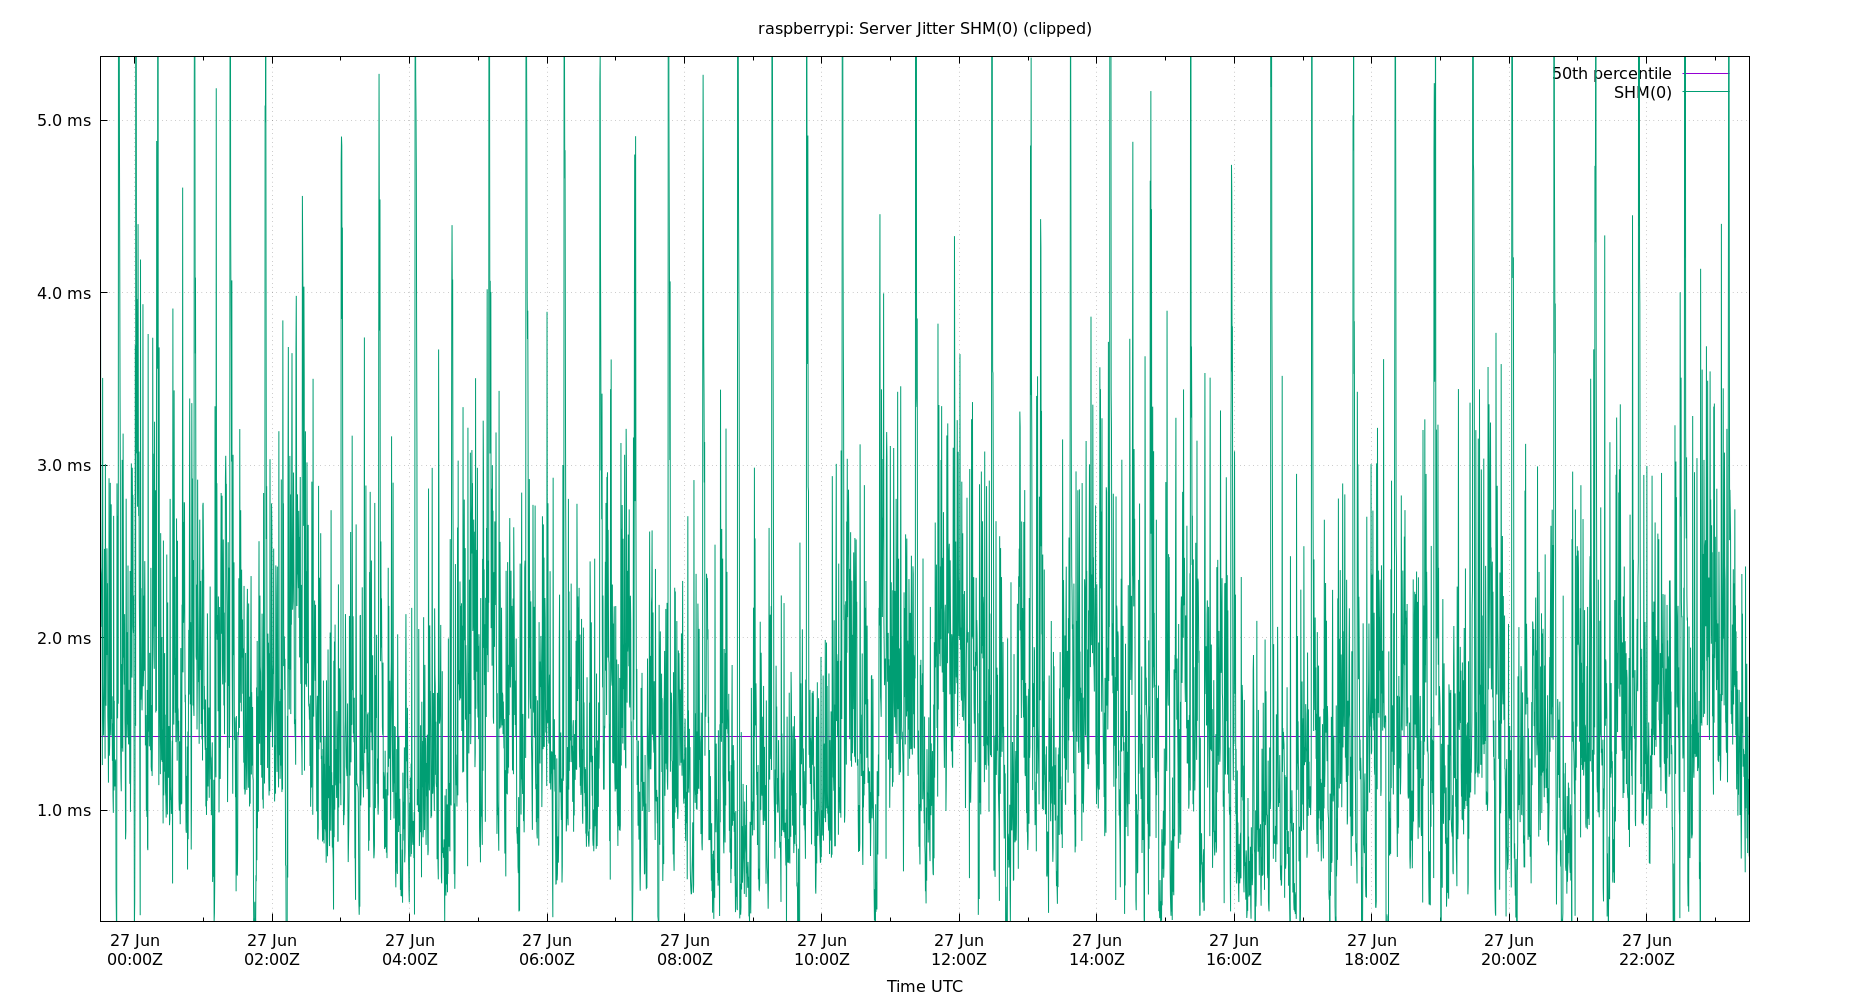 raspberrypi: Server Jitter SHM(0) (clipped)
50th percentile
SHM(0)
5.0 ms
4.0 ms
3.0 ms
2.0 ms
1.0 ms
27 Jun 27 Jun 27 Jun 27 Jun 27 Jun 27 Jun 27 Jun 27 Jun 27 Jun 27 Jun 27 Jun 27 Jun
00:00Z 02:00Z 04:00Z 06:00Z 08:00Z 10:00Z 12:00Z 14:00Z 16:00Z 18:00Z 20:00Z 22:00Z
Time UTC